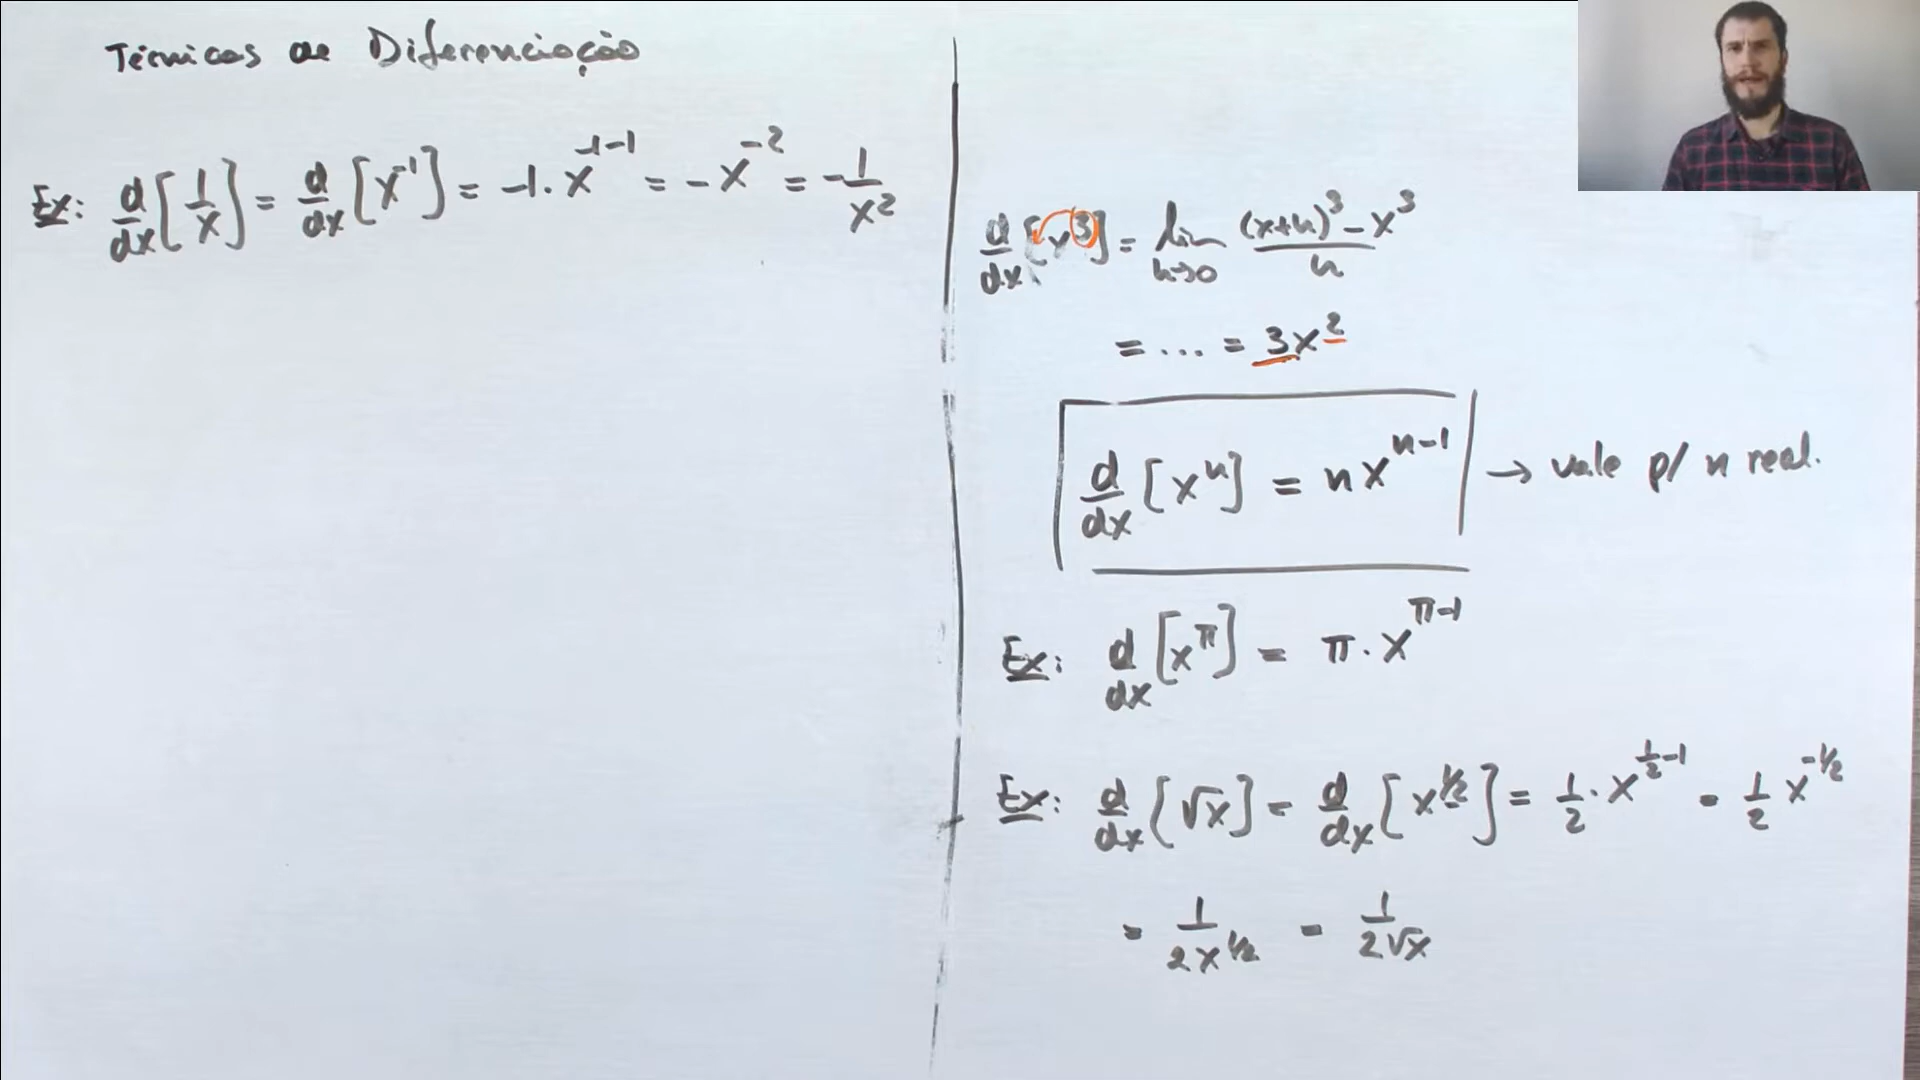 Técnicas de Diferenciação
Ex: d/dx [1/x] = d/dx [x^-1] = -1 · x^-1-1 = -x^-2 = -1/x^2
d/dx [x^3] = lim h→0 (x+h)^3 - x^3 / h
= ... = 3x^2
d/dx [x^n] = n x^n-1 → vale p/ n real.
Ex: d/dx [x^π] = π · x^π-1
Ex: d/dx [√x] = d/dx [x^1/2] = 1/2 · x^1/2-1 = 1/2 x^-1/2
= 1/2x^1/2 = 1/2√x